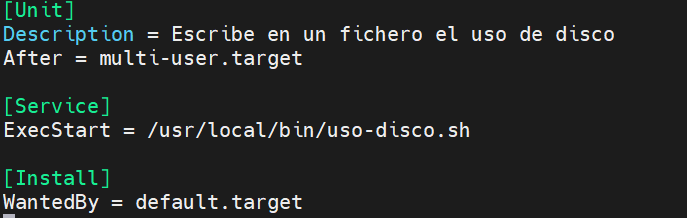 [Unit]
Description = Escribe en un fichero el uso de disco
After = multi-user.target
[Service]
ExecStart = /usr/local/bin/uso-disco.sh
[Install]
WantedBy = default.target